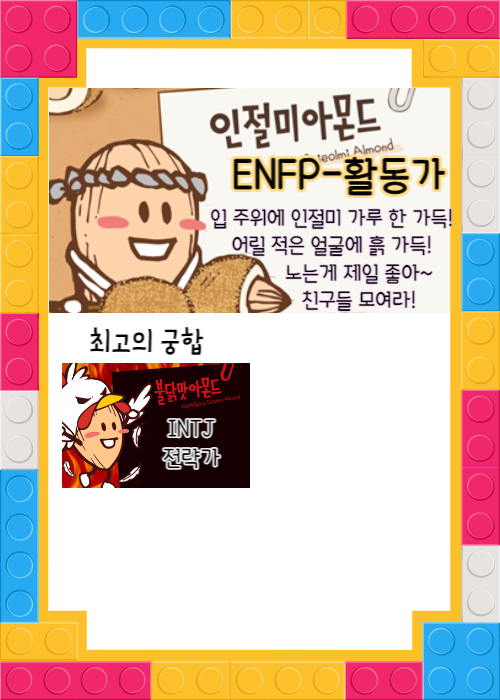 인절미아몬드
ENFP-활동가
입 주위에 인절미 가루 한 가득!
어릴 적은 얼굴에 흙 가득!
노는게 제일 좋아~
친구들 모여라!
최고의 궁합
불닭맛아몬드
INTJ
전략가